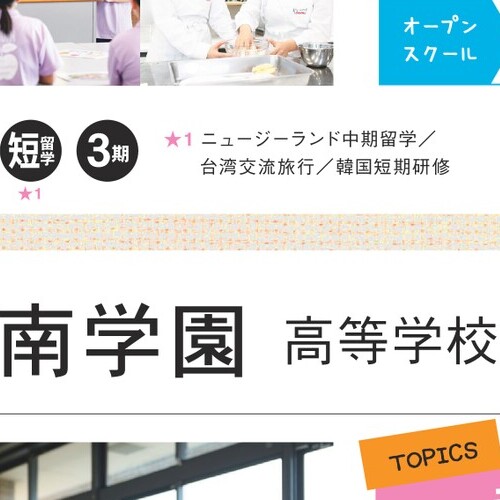 オープン
スクール
短留学
3期
★1
★1 ニュージーランド中期留学／
台湾交流旅行／韓国短期研修
南学園 高等学校
TOPICS